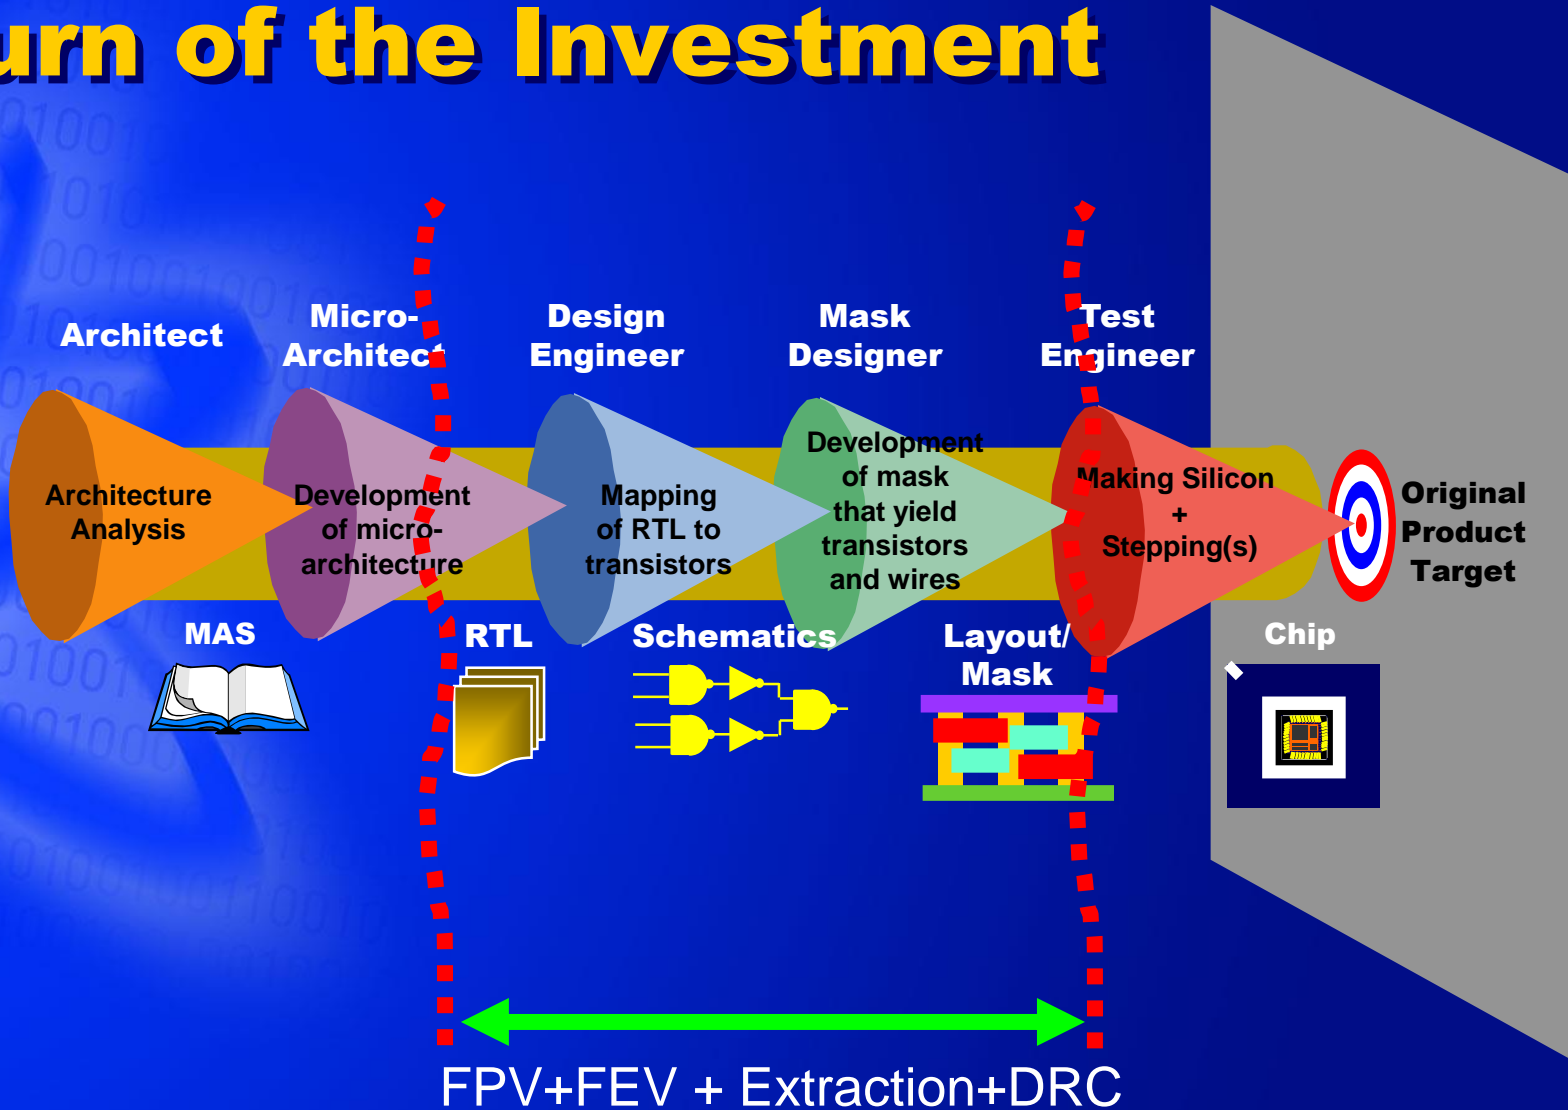 urn of the Investment
Architect
Micro-
Architect
Design
Engineer
Mask
Designer
Test
Engineer
Architecture
Analysis
Development
of micro-
architecture
Mapping
of RTL to
transistors
Development
of mask
that yield
transistors
and wires
Making Silicon
+
Stepping(s)
Original
Product
Target
MAS
RTL
Schematics
Layout/
Mask
Chip
FPV+FEV + Extraction+DRC